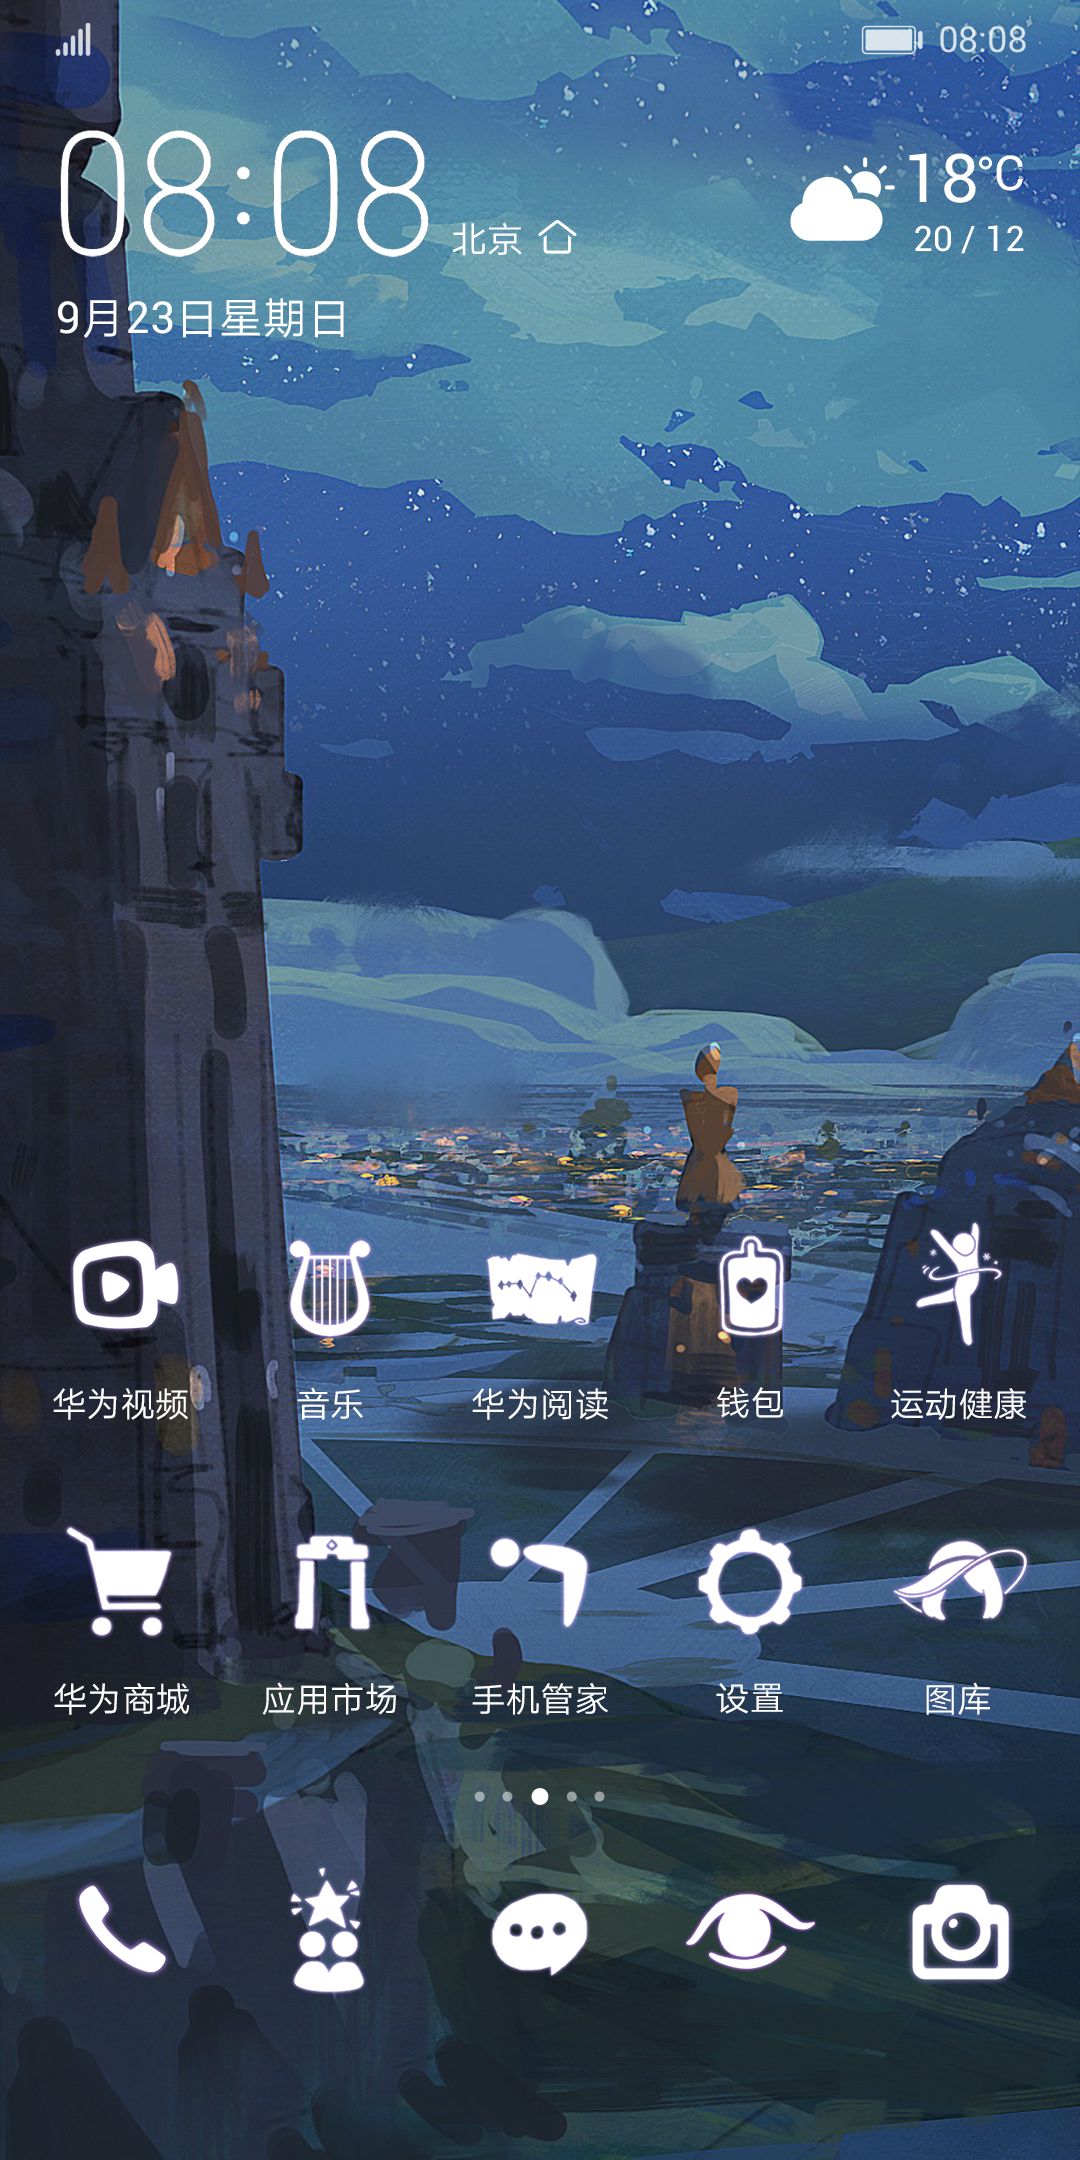 08:08
08:08 北京
18℃
20 / 12
9月23日星期日
华为视频 音乐 华为阅读 钱包 运动健康
华为商城 应用市场 手机管家 设置 图库